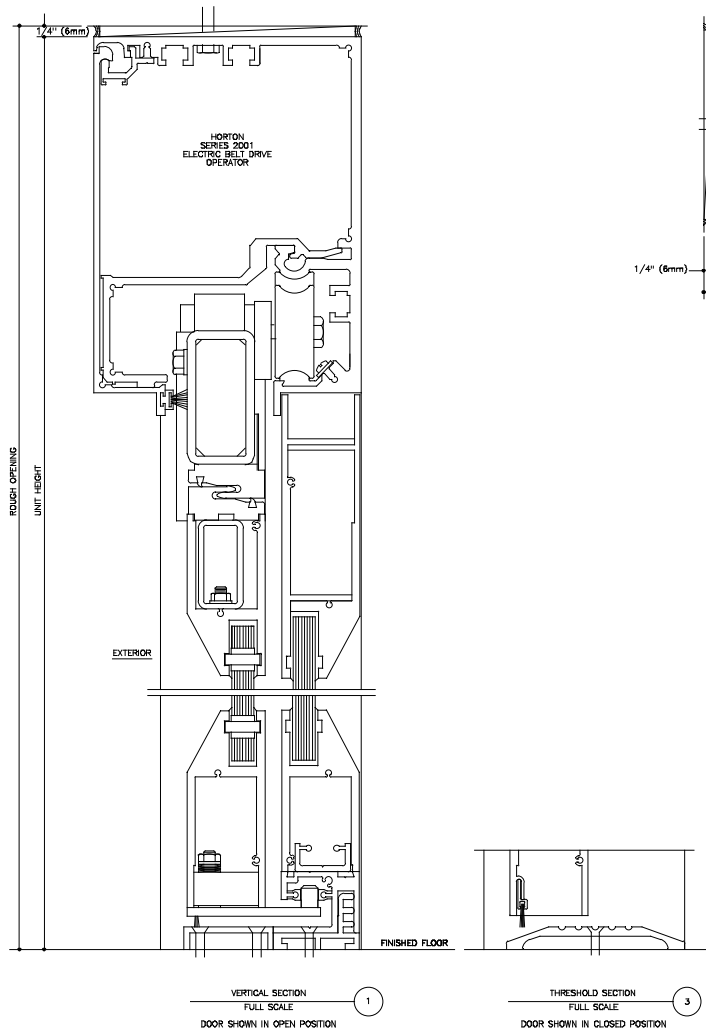 1/4" (6mm)
HORTON
SERIES 2001
ELECTRIC BELT DRIVE
OPERATOR
1/4" (6mm)
ROUGH OPENING
UNIT HEIGHT
EXTERIOR
FINISHED FLOOR
VERTICAL SECTION
FULL SCALE
1
DOOR SHOWN IN OPEN POSITION
THRESHOLD SECTION
FULL SCALE
3
DOOR SHOWN IN CLOSED POSITION